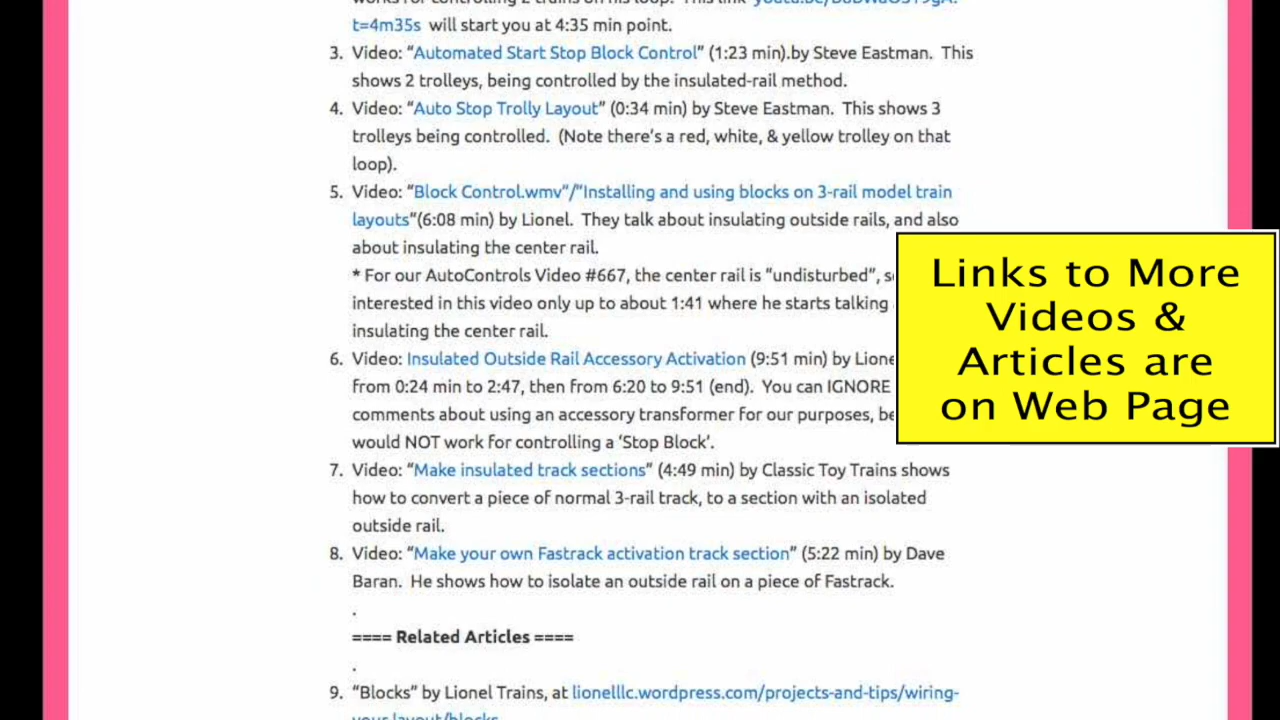 t=4m35s will start you at 4:35 min point.
3. Video: “Automated Start Stop Block Control” (1:23 min).by Steve Eastman. This
shows 2 trolleys, being controlled by the insulated-rail method.
4. Video: “Auto Stop Trolly Layout” (0:34 min) by Steve Eastman. This shows 3
trolleys being controlled. (Note there’s a red, white, & yellow trolley on that
loop).
5. Video: “Block Control.wmv“/“Installing and using blocks on 3-rail model train
layouts“(6:08 min) by Lionel. They talk about insulating outside rails, and also
about insulating the center rail.
* For our AutoControls Video #667, the center rail is “undisturbed”,
interested in this video only up to about 1:41 where he starts talking
insulating the center rail.
6. Video: Insulated Outside Rail Accessory Activation (9:51 min) by
from 0:24 min to 2:47, then from 6:20 to 9:51 (end). You can IGNORE
comments about using an accessory transformer for our purposes,
would NOT work for controlling a ‘Stop Block’.
7. Video: “Make insulated track sections” (4:49 min) by Classic Toy Trains shows
how to convert a piece of normal 3-rail track, to a section with an isolated
outside rail.
8. Video: “Make your own Fastrack activation track section” (5:22 min) by Dave
Baran. He shows how to isolate an outside rail on a piece of Fastrack.
.
==== Related Articles ====
.
9. “Blocks” by Lionel Trains, at lionelllc.wordpress.com/projects-and-tips/wiring-
your-layout/blocks
Links to More
Videos &
Articles are
on Web Page